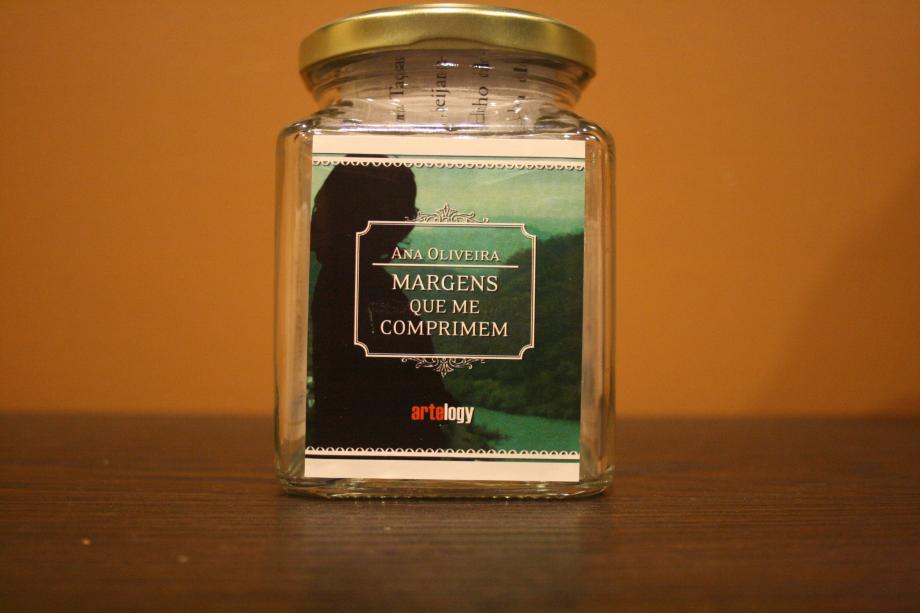 Ana Oliveira
MARGENS
QUE ME
COMPRIMEM
artelogy